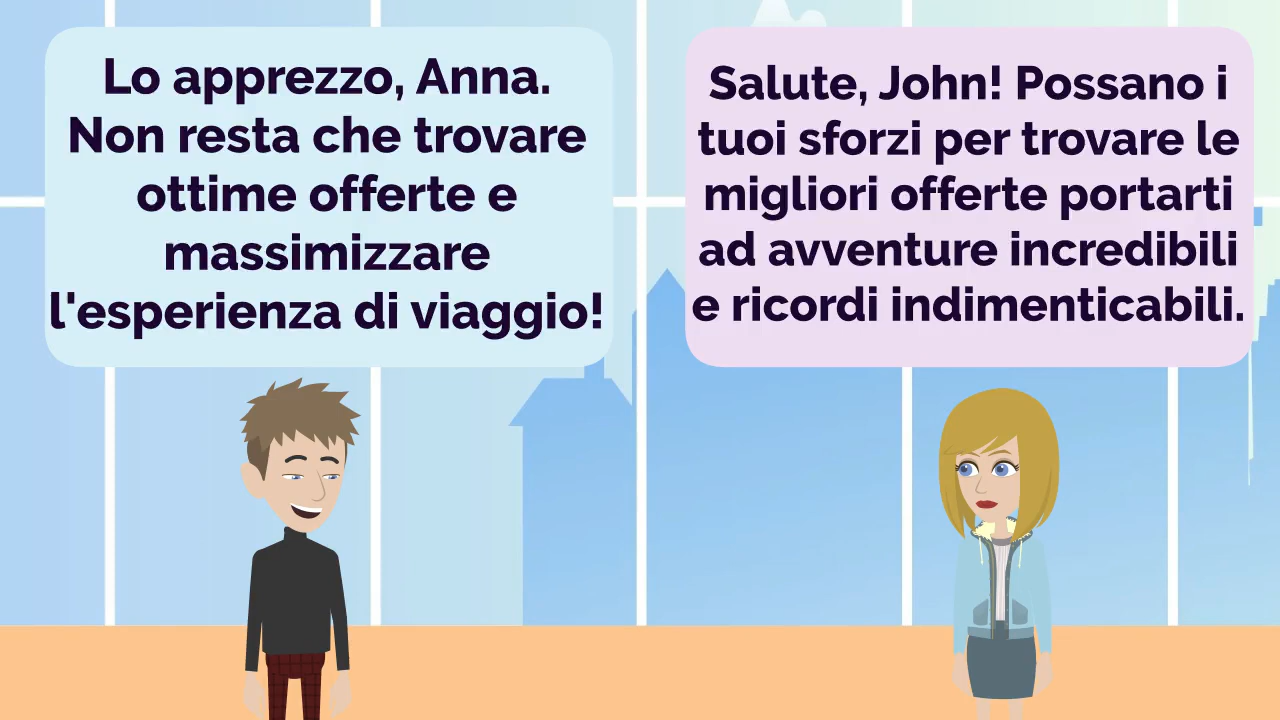 Lo apprezzo, Anna.
Non resta che trovare
ottime offerte e
massimizzare
l'esperienza di viaggio!
Salute, John! Possano i
tuoi sforzi per trovare le
migliori offerte portarti
ad avventure incredibili
e ricordi indimenticabili.